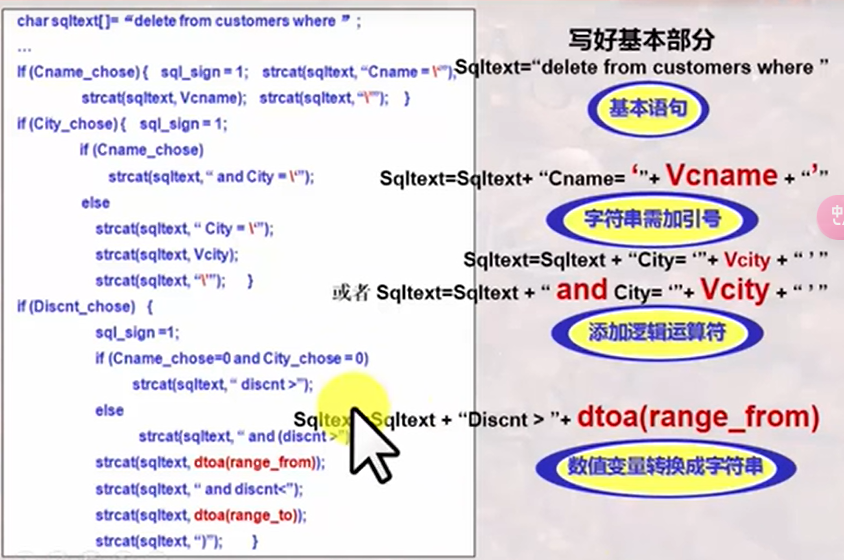 char sqltext[]= “delete from customers where ” ;
…
If (Cname_chose) {   sql_sign = 1;   strcat(sqltext, “Cname = \‘”);
strcat(sqltext, Vcname);   strcat(sqltext, “\’”);   }
if (City_chose) {   sql_sign = 1;
if (Cname_chose)
strcat(sqltext, “ and City = \‘”);
else
strcat(sqltext, “ City = \‘”);
strcat(sqltext, Vcity);
strcat(sqltext, “\’”);   }
if (Discnt_chose)   {
sql_sign =1;
if (Cname_chose=0 and City_chose = 0)
strcat(sqltext, “ discnt >”);
else
strcat(sqltext, “ and (discnt >”
strcat(sqltext, dtoa(range_from));
strcat(sqltext, “ and discnt<”);
strcat(sqltext, dtoa(range_to));
strcat(sqltext, “)”);   }
写好基本部分
Sqltext=“delete from customers where ”
基本语句
Sqltext=Sqltext+ “Cname= ‘”+ Vcname + “’”
字符串需加引号
Sqltext=Sqltext + “City= ‘”+ Vcity + “ ’ ”
或者 Sqltext=Sqltext + “ and City= ‘”+ Vcity + “ ’ ”
添加逻辑运算符
Sqltext=Sqltext + “Discnt > ”+ dtoa(range_from)
数值变量转换成字符串
中